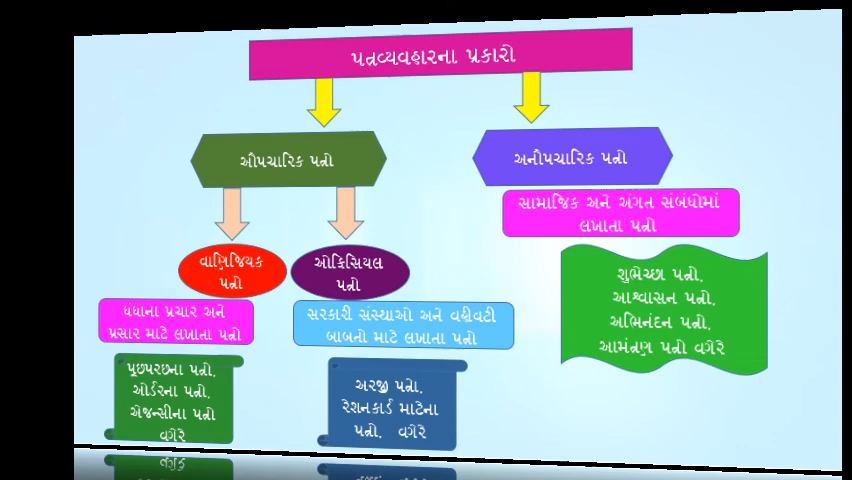 પત્રવ્યવહારના પ્રકારો
ઔપચારિક પત્રો
અનૌપચારિક પત્રો
સામાજિક અને અંગત સંબંધોમાં
લખાતા પત્રો
વાણિજ્યિક
પત્રો
ઓફિસિયલ
પત્રો
શુભેચ્છા પત્રો,
આશ્વાસન પત્રો,
અભિનંદન પત્રો,
આમંત્રણ પત્રો વગેરે
ધંધાના પ્રચાર અને
પ્રસાર માટે લખાતા પત્રો
સરકારી સંસ્થાઓ અને વહીવટી
બાબતો માટે લખાતા પત્રો
પૂછપરછના પત્રો,
ઓર્ડરના પત્રો,
એજન્સીના પત્રો
વગેરે
અરજી પત્રો,
રેશનકાર્ડ માટેના
પત્રો, વગેરે